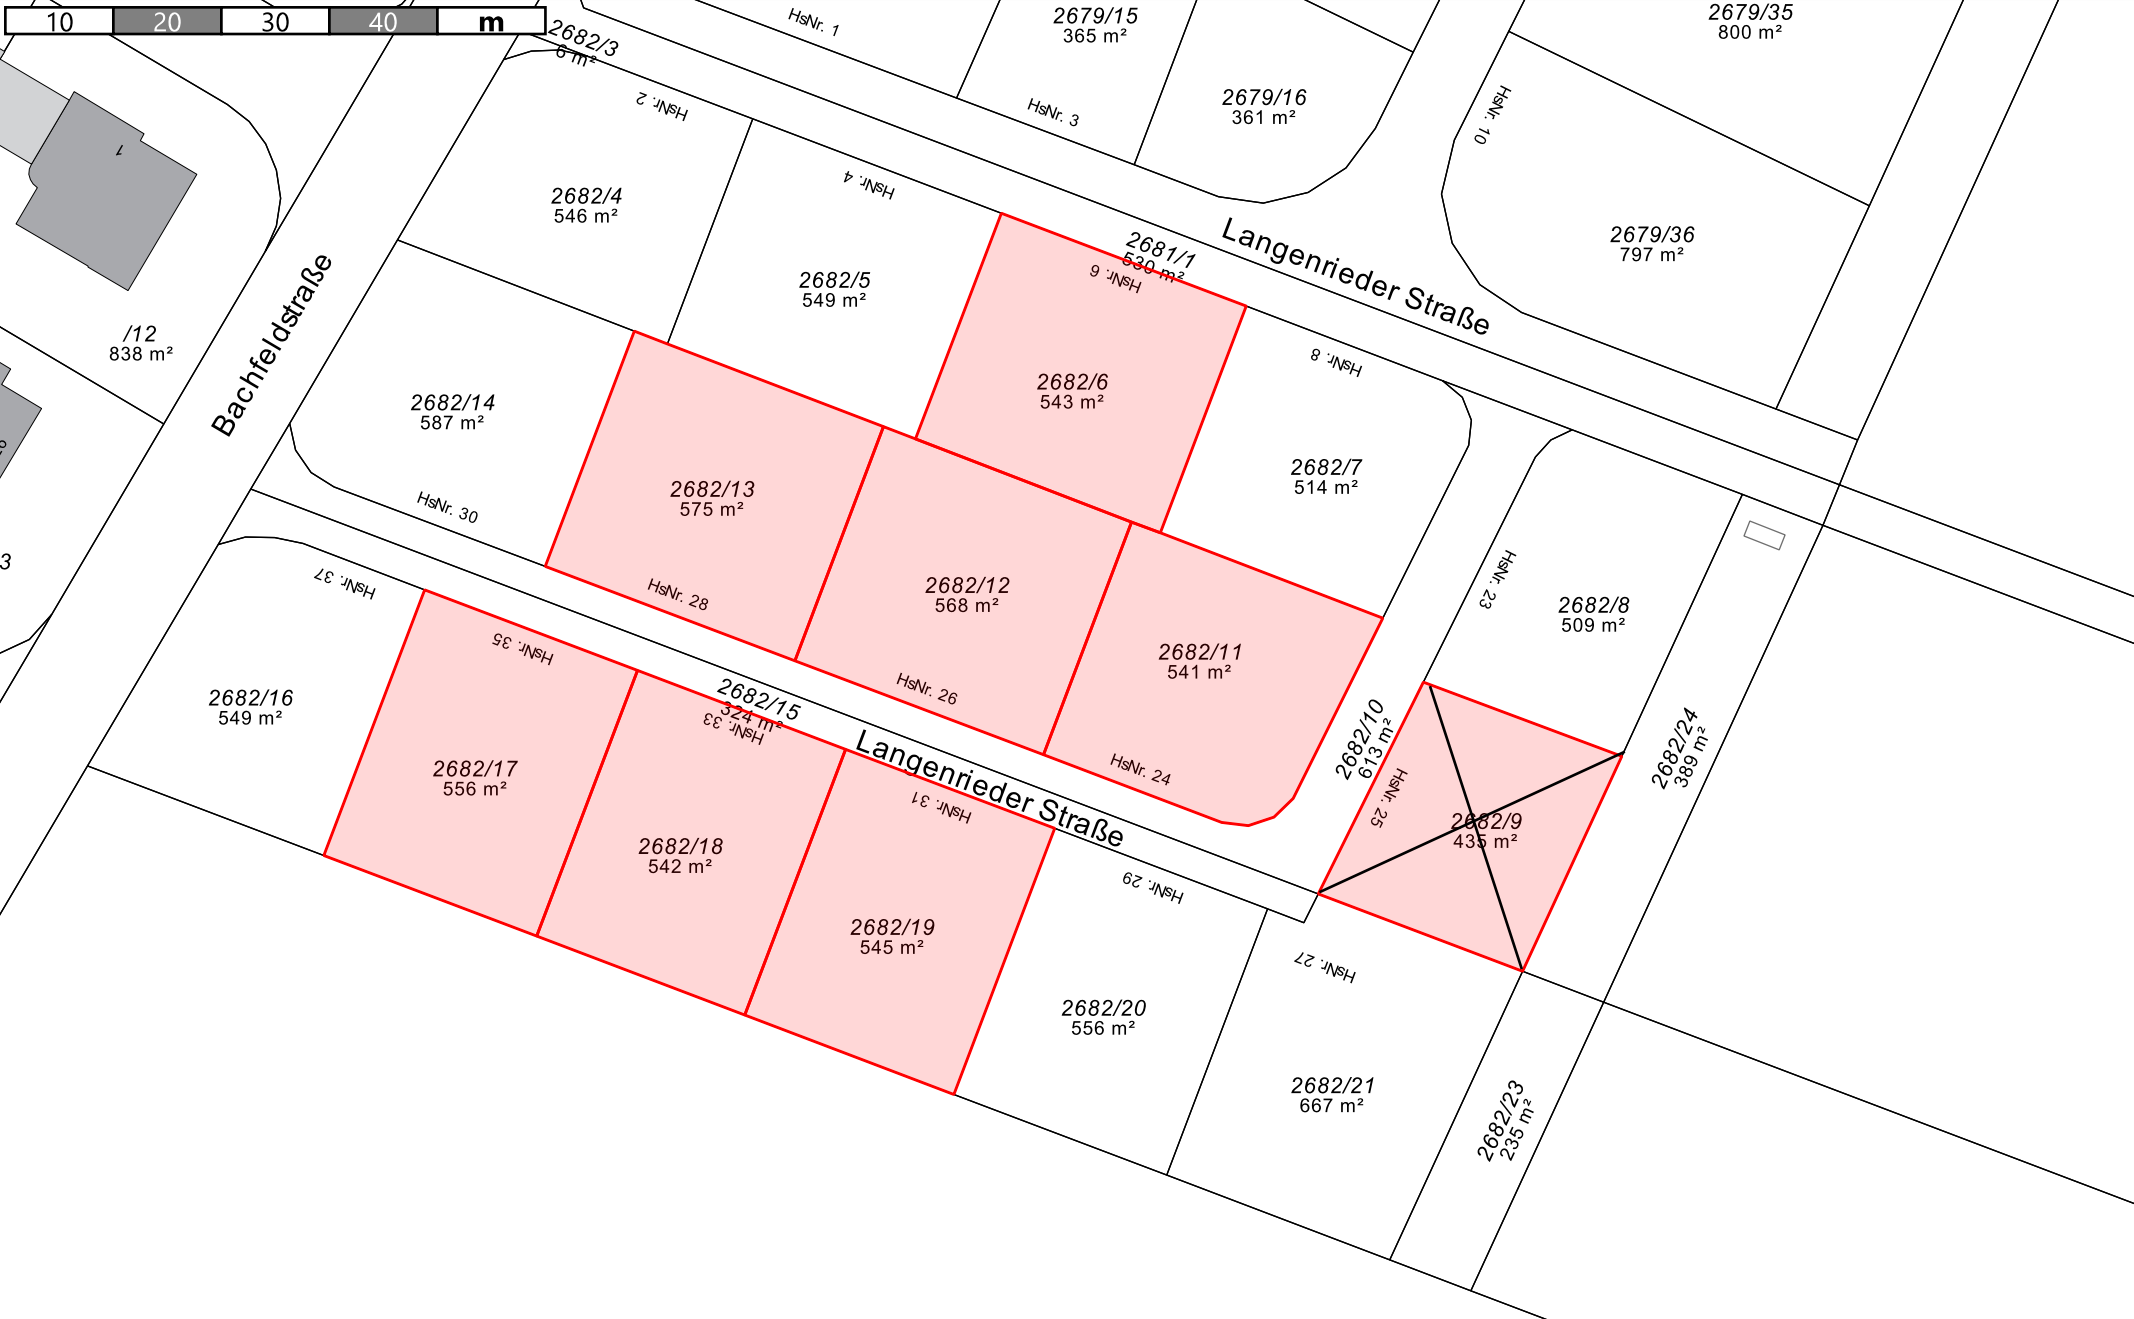 10 20 30 40 m
2682/3
6 m²
HsNr. 1
2679/15
365 m²
2679/35
800 m²
HsNr. 2
HsNr. 3
2679/16
361 m²
HsNr. 10
1
2682/4
546 m²
HsNr. 4
2679/36
797 m²
2681/1
530 m²
HsNr. 6
Langenrieder Straße
2682/5
549 m²
/12
838 m²
Bachfeldstraße
HsNr. 8
2682/6
543 m²
2682/14
587 m²
2682/7
514 m²
2682/13
575 m²
HsNr. 30
3
HsNr. 37
HsNr. 28
2682/12
568 m²
HsNr. 23
2682/8
509 m²
HsNr. 35
2682/11
541 m²
2682/16
549 m²
2682/15
324 m²
HsNr. 33
HsNr. 26
Langenrieder Straße
2682/10
613 m²
2682/24
389 m²
2682/17
556 m²
HsNr. 24
HsNr. 25
HsNr. 31
2682/9
435 m²
2682/18
542 m²
HsNr. 29
2682/19
545 m²
HsNr. 27
2682/20
556 m²
2682/21
667 m²
2682/23
235 m²